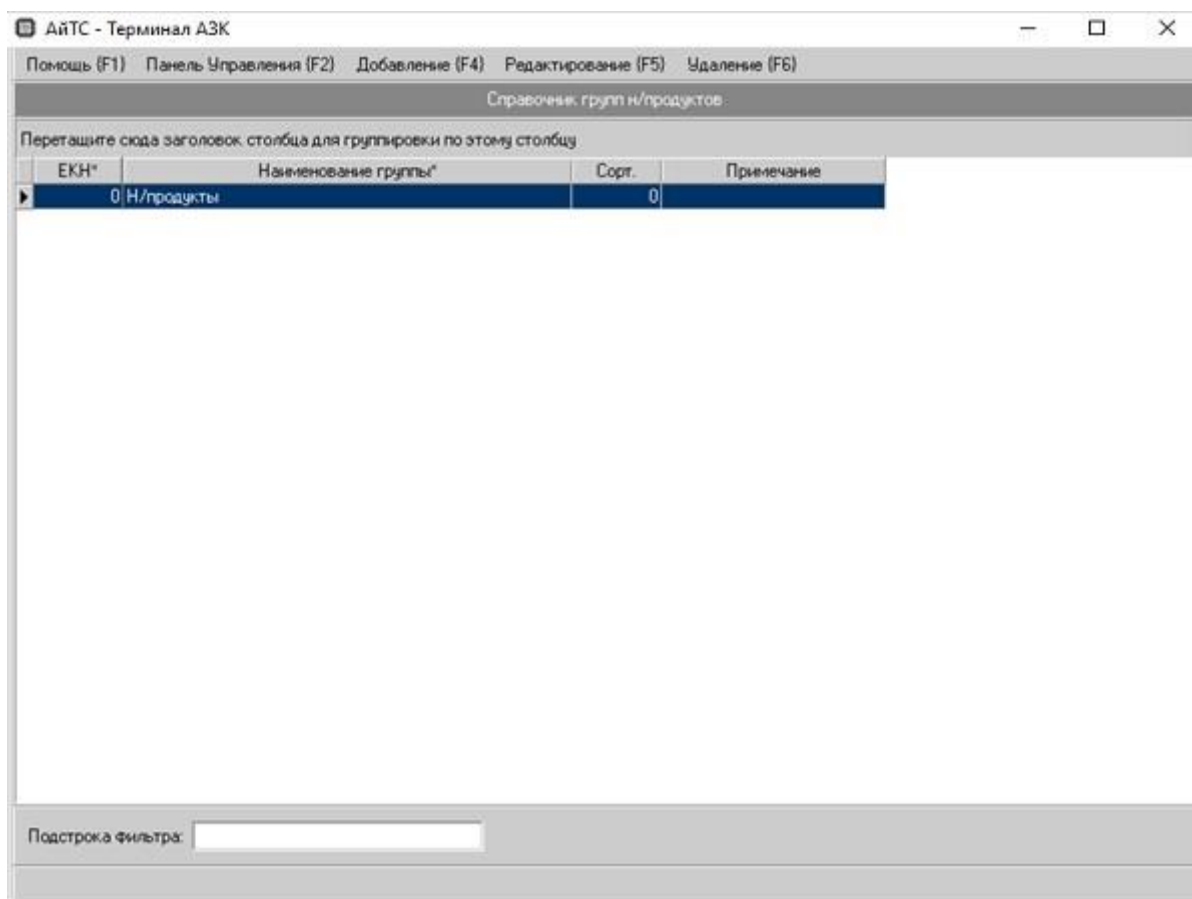 АйТС - Терминал АЗК
Помощь (F1) Панель Управления (F2) Добавление (F4) Редактирование (F5) Удаление (F6)
Справочник групп н/продуктов
Перетащите сюда заголовок столбца для группировки по этому столбцу
ЕКН* Наименование группы* Сорт. Примечание
0 Н/продукты 0
Подстрока фильтра: